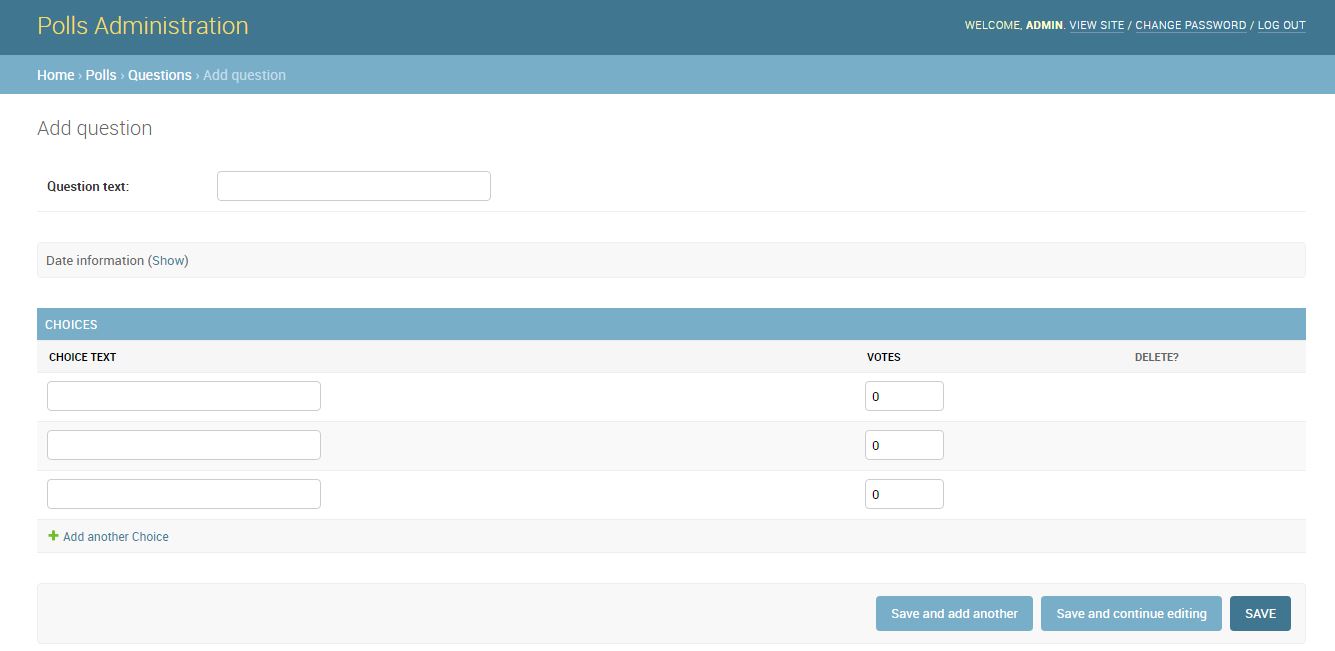 Polls Administration
WELCOME, ADMIN. VIEW SITE / CHANGE PASSWORD / LOG OUT
Home › Polls › Questions › Add question
Add question
Question text:
Date information (Show)
CHOICES
CHOICE TEXT VOTES DELETE?
0
0
0
Add another Choice
Save and add another Save and continue editing SAVE